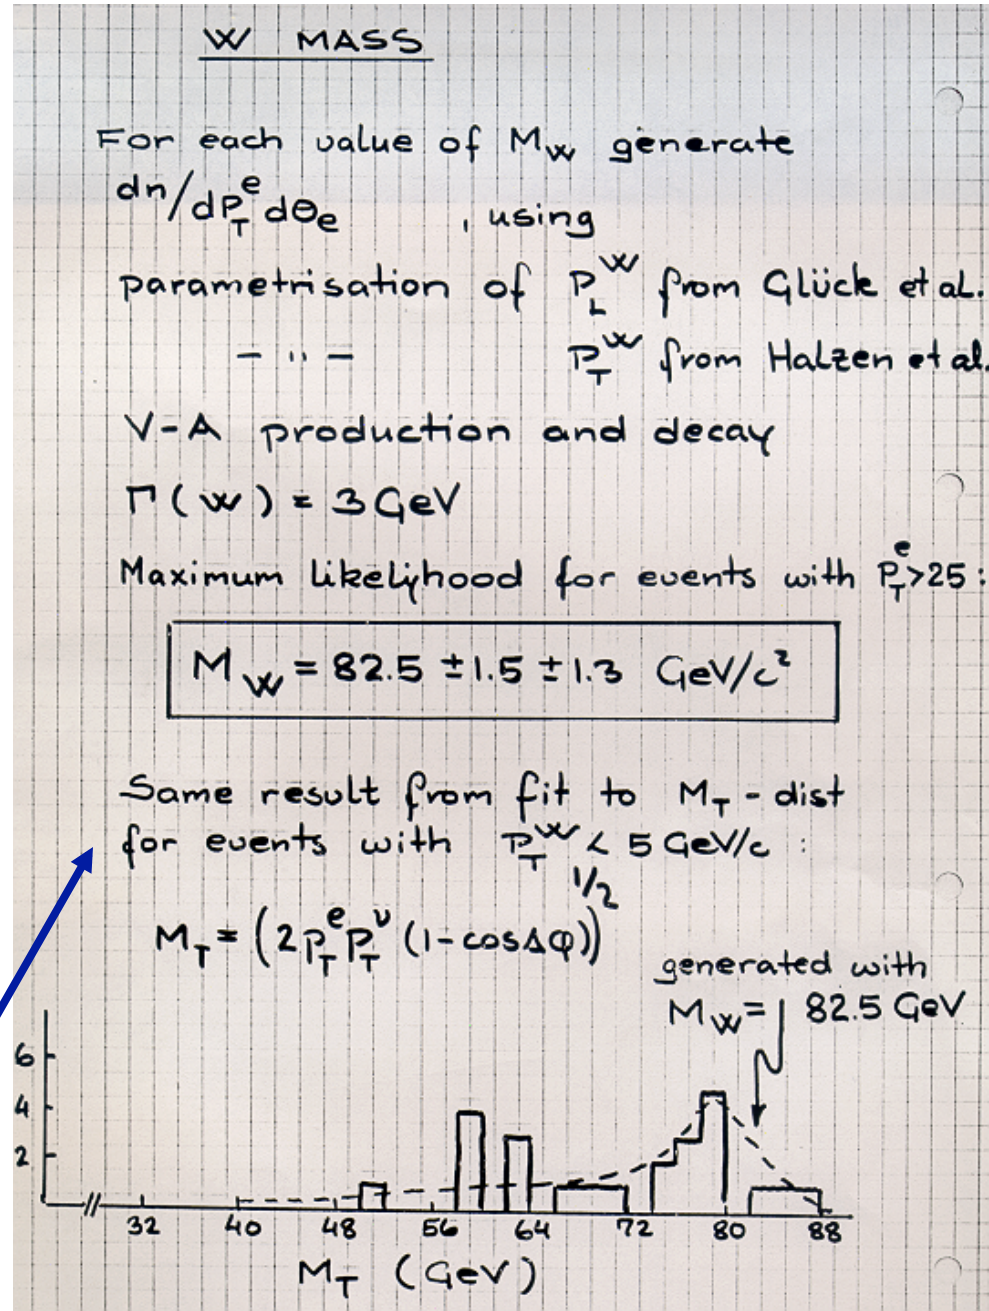 W MASS
For each value of M_W generate
dn/dP_T^e dθ_e , using
parametrisation of P_L^W from Glück et al.
— " — P_T^W from Halzen et al.
V-A production and decay
Γ(W) = 3 GeV
Maximum likelyhood for events with P_T^e>25:
M_W = 82.5 ±1.5 ±1.3 GeV/c²
Same result from fit to M_T - dist
for events with P_T^W < 5 GeV/c :
M_T = (2P_T^e P_T^ν (1-cosΔφ))^1/2
generated with
M_W = 82.5 GeV
6
4
2
32 40 48 56 64 72 80 88
M_T (GeV)